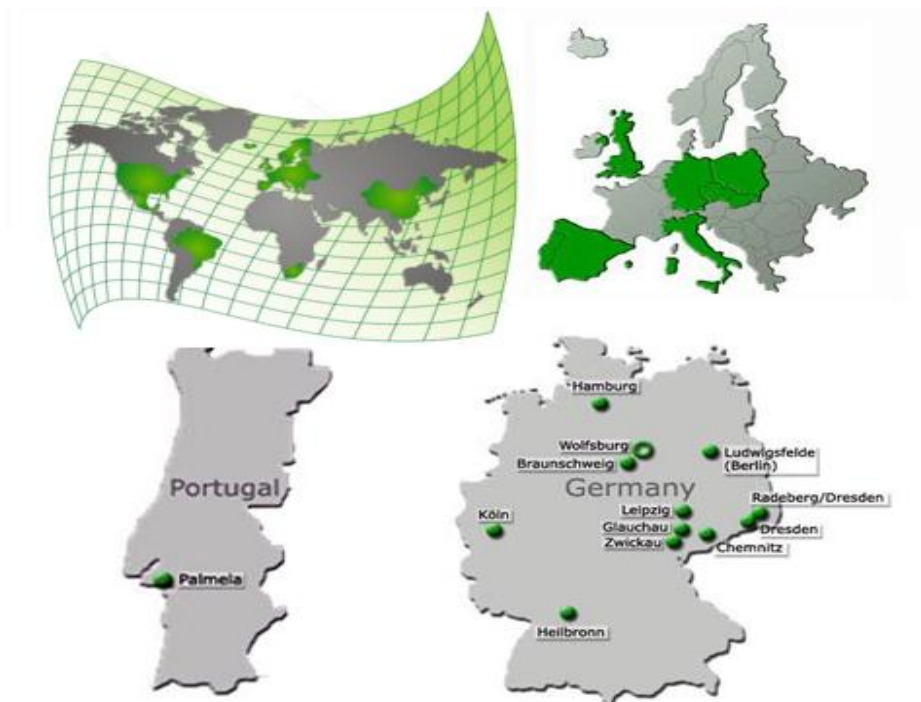 Portugal
Palmela
Hamburg
Wolfsburg
Braunschweig
Ludwigsfelde
(Berlin)
Germany
Radeberg/Dresden
Leipzig
Köln
Glauchau
Dresden
Zwickau
Chemnitz
Heilbronn